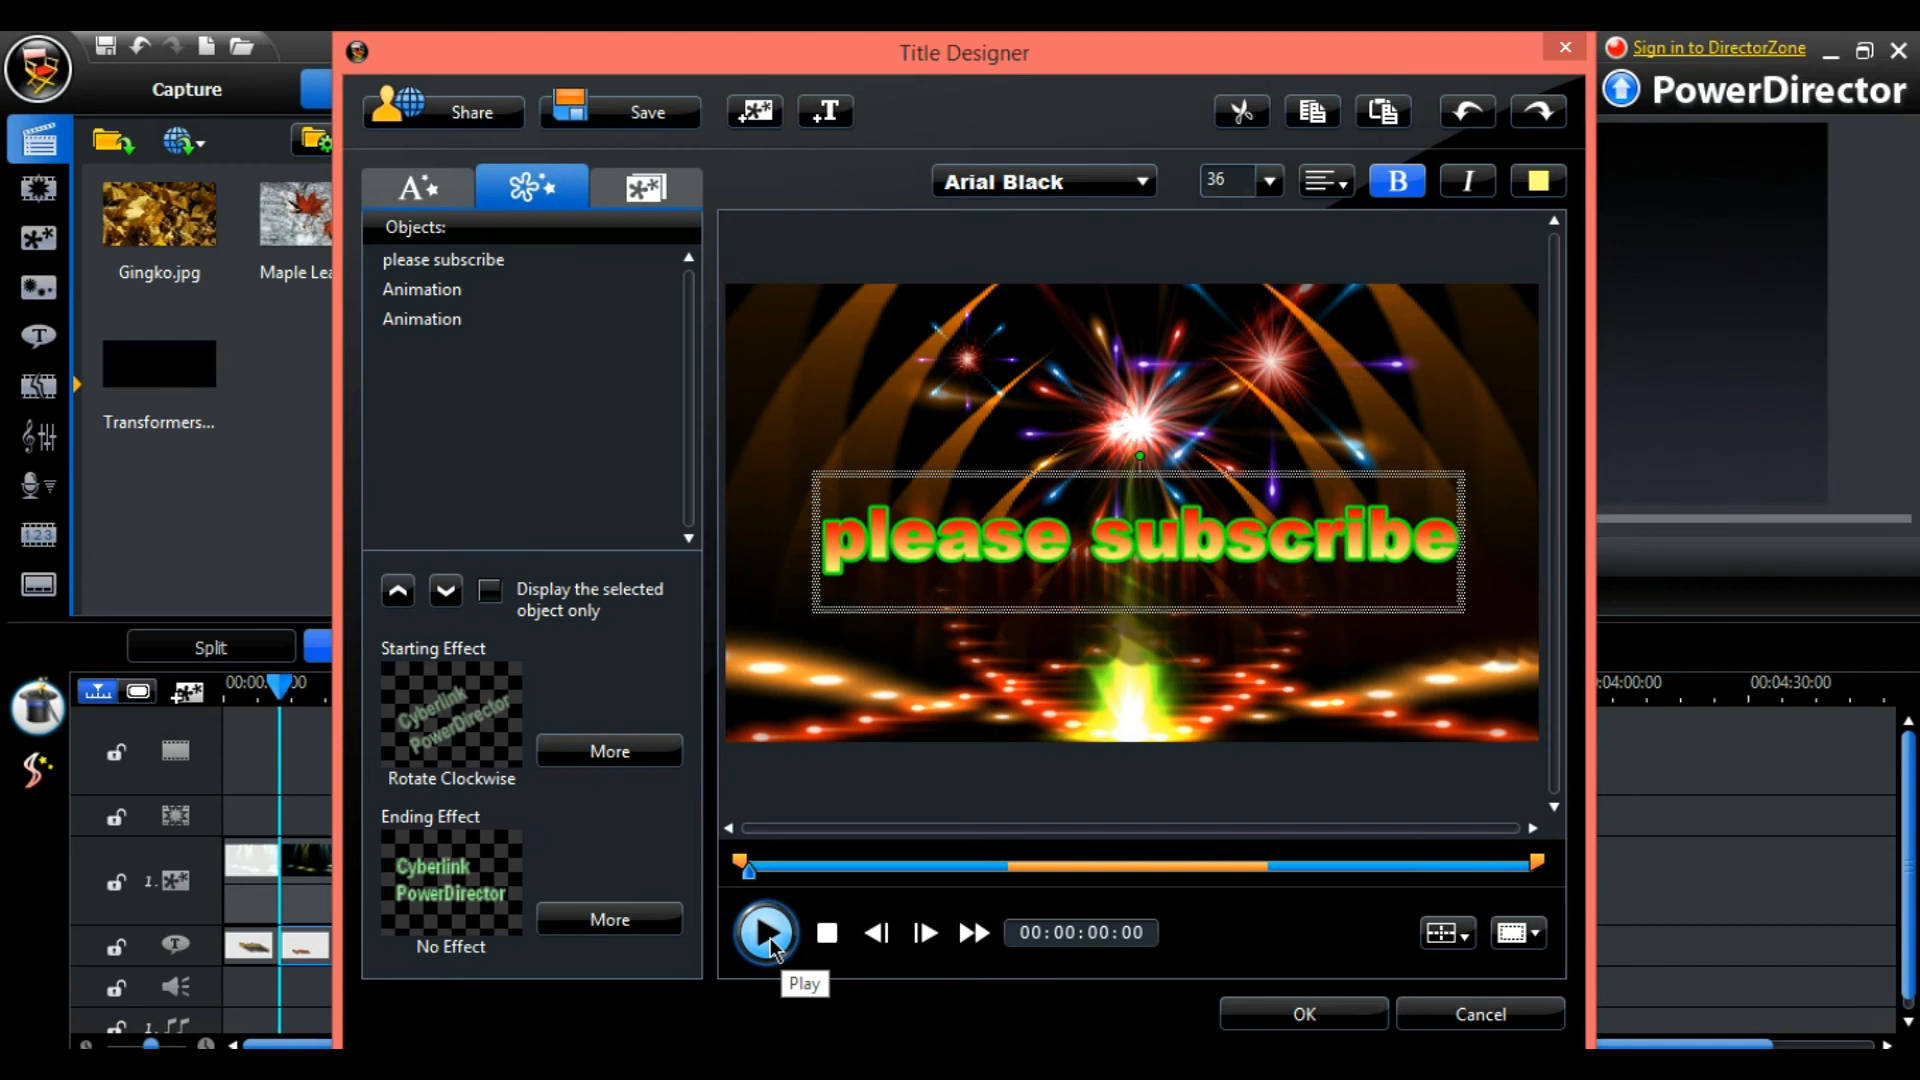 Title Designer
Sign in to DirectorZone
PowerDirector
Capture
Share
Save
T
Arial Black
36
B
I
Objects:
please subscribe
Animation
Animation
Gingko.jpg
Transformers...
please subscribe
Display the selected
object only
Starting Effect
Cyberlink
PowerDirector
More
Rotate Clockwise
Ending Effect
Cyberlink
PowerDirector
More
No Effect
Split
:04:00:00
00:04:30:00
1.
1.
00:00:00:00
Play
OK
Cancel